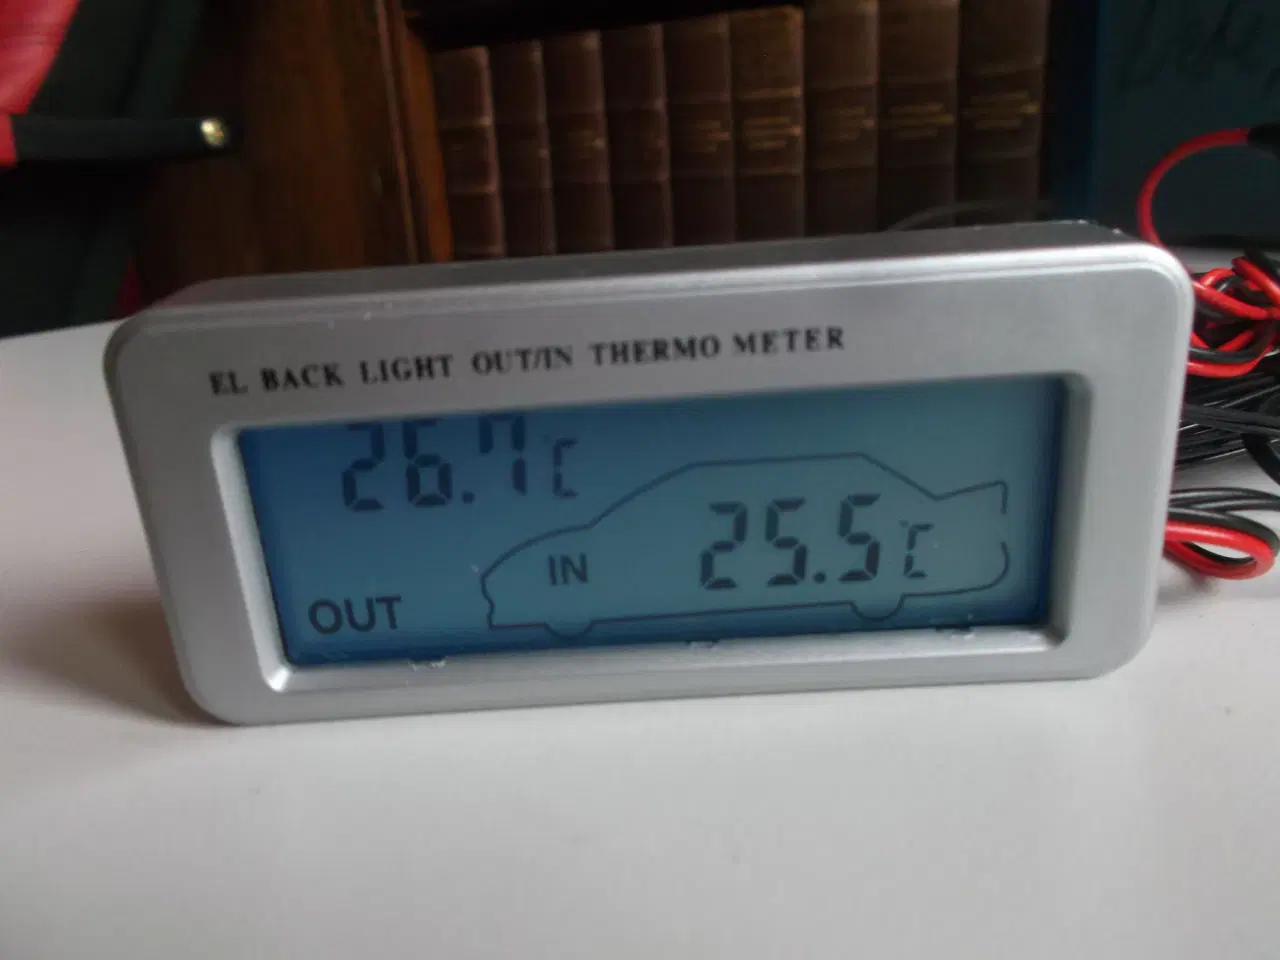 EL BACK LIGHT OUT/IN THERMO METER
26.7°C
IN 25.5°C
OUT